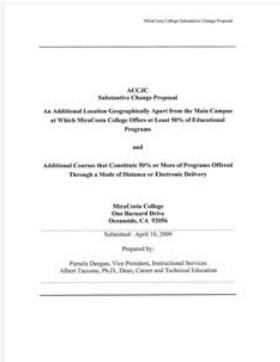 MiraCosta College Substantive Change Proposal
ACCJC
Substantive Change Proposal
An Additional Location Geographically Apart from the Main Campus
at Which MiraCosta College Offers at Least 50% of Educational
Programs
and
Additional Courses that Constitute 50% or More of Programs Offered
Through a Mode of Distance or Electronic Delivery
MiraCosta College
One Barnard Drive
Oceanside, CA 92056
Submitted: April 10, 2009
Prepared by:
Pamela Deegan, Vice President, Instructional Services
Albert Taccone, Ph.D., Dean, Career and Technical Education